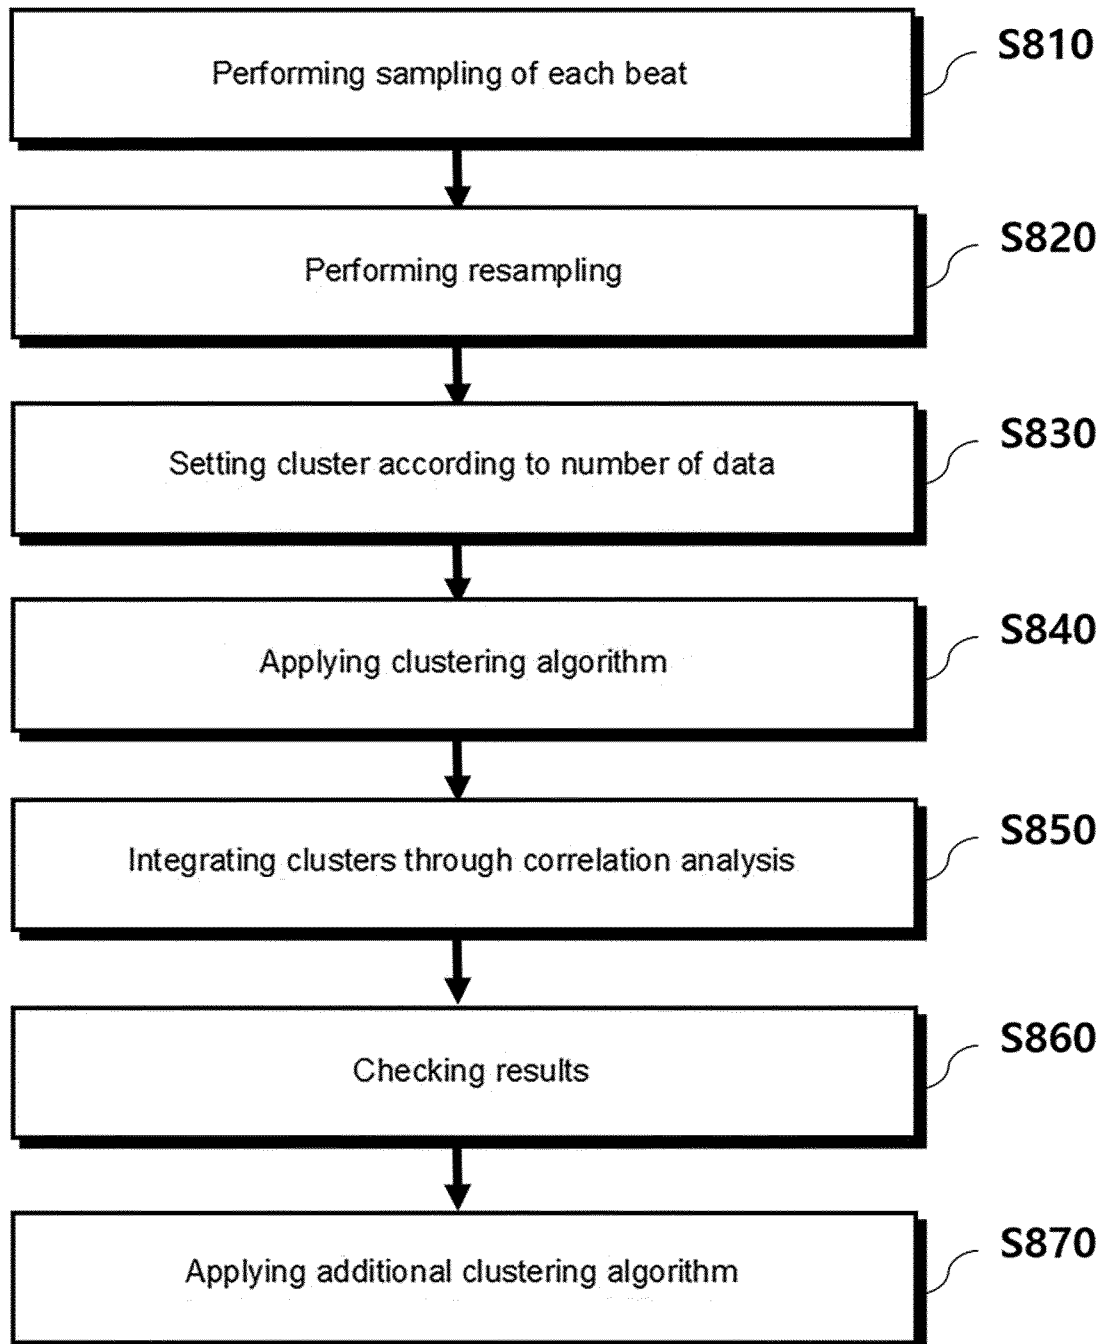 Performing sampling of each beat
S810
Performing resampling
S820
Setting cluster according to number of data
S830
Applying clustering algorithm
S840
Integrating clusters through correlation analysis
S850
Checking results
S860
Applying additional clustering algorithm
S870